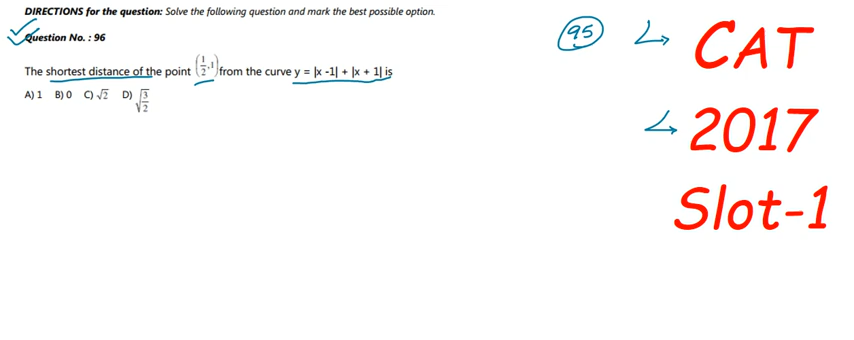 DIRECTIONS for the question: Solve the following question and mark the best possible option.
Question No. : 96
The shortest distance of the point (1/2, 1) from the curve y = |x -1| + |x + 1| is
A) 1 B) 0 C) √2 D) √(3/2)
95
CAT
2017
Slot-1